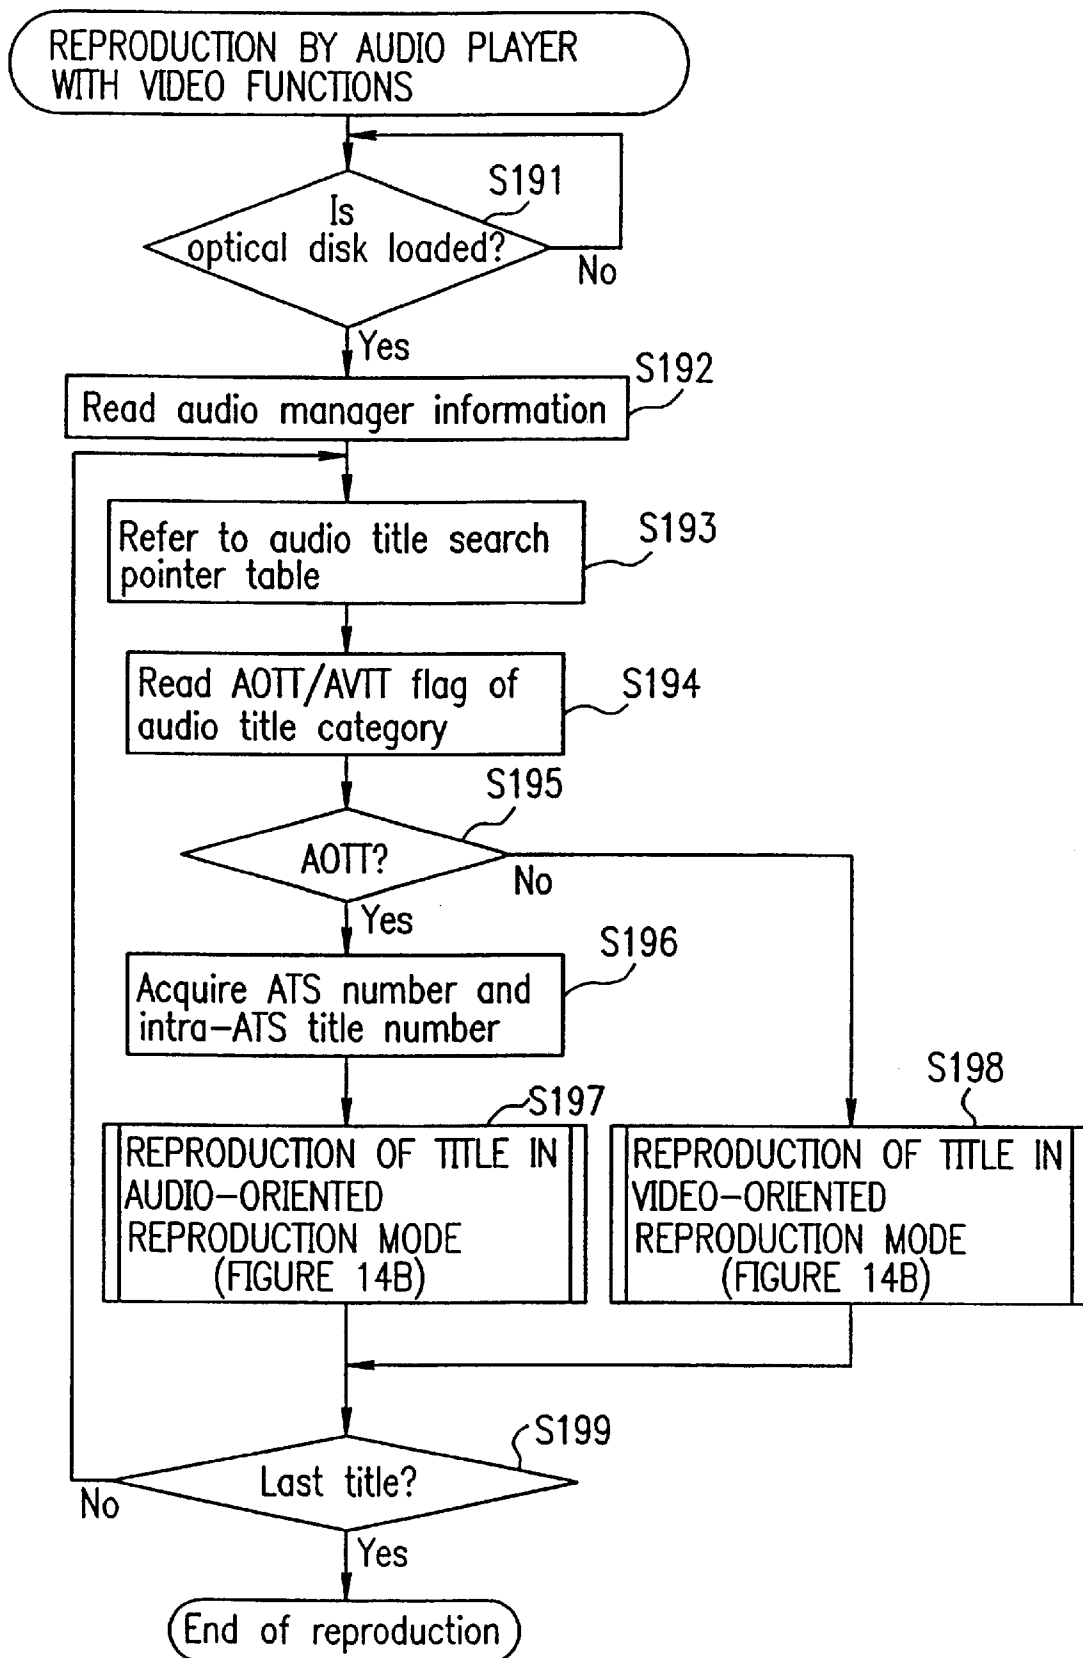 REPRODUCTION BY AUDIO PLAYER
WITH VIDEO FUNCTIONS
S191
Is
optical disk loaded?
No
Yes
S192
Read audio manager information
S193
Refer to audio title search
pointer table
S194
Read AOTT/AVTT flag of
audio title category
S195
AOTT?
No
Yes
S196
Acquire ATS number and
intra-ATS title number
S197
REPRODUCTION OF TITLE IN
AUDIO-ORIENTED
REPRODUCTION MODE
(FIGURE 14B)
S198
REPRODUCTION OF TITLE IN
VIDEO-ORIENTED
REPRODUCTION MODE
(FIGURE 14B)
S199
Last title?
No
Yes
End of reproduction